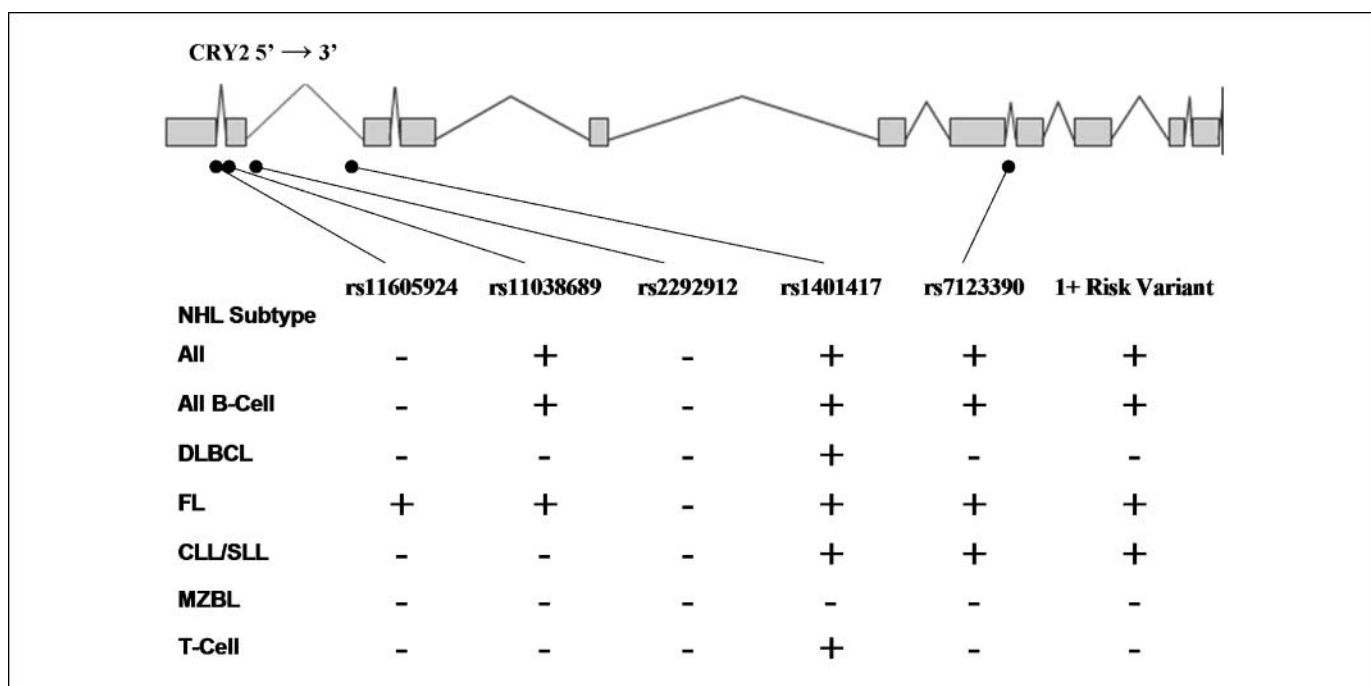 CRY2 5’ → 3’
rs11605924 rs11038689 rs2292912 rs1401417 rs7123390 1+ Risk Variant
NHL Subtype
All - + - + + +
All B-Cell - + - + + +
DLBCL - - - + - -
FL + + - + + +
CLL/SLL - - - + + +
MZBL - - - - - -
T-Cell - - - + - -